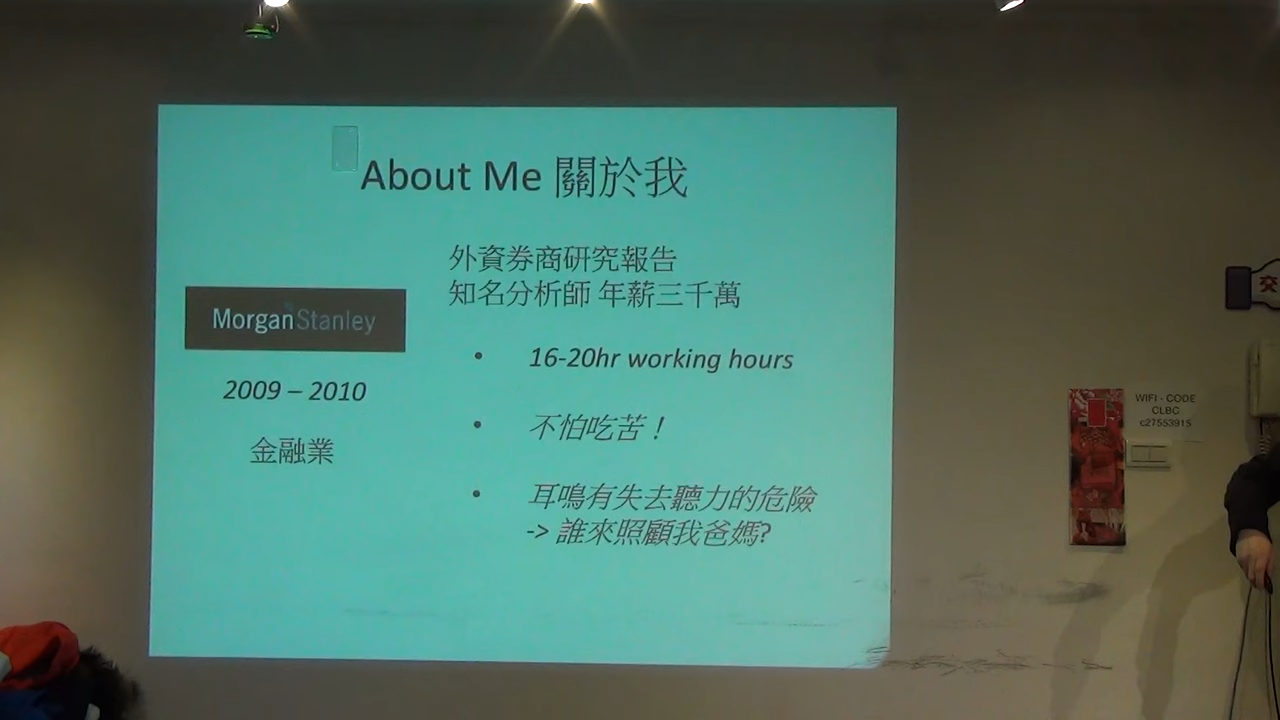 About Me 關於我
外資券商研究報告
知名分析師 年薪三千萬
MorganStanley
2009 – 2010
金融業
• 16-20hr working hours
• 不怕吃苦！
• 耳鳴有失去聽力的危險
-> 誰來照顧我爸媽?
WIFI - CODE
CLBC
c27553915
交